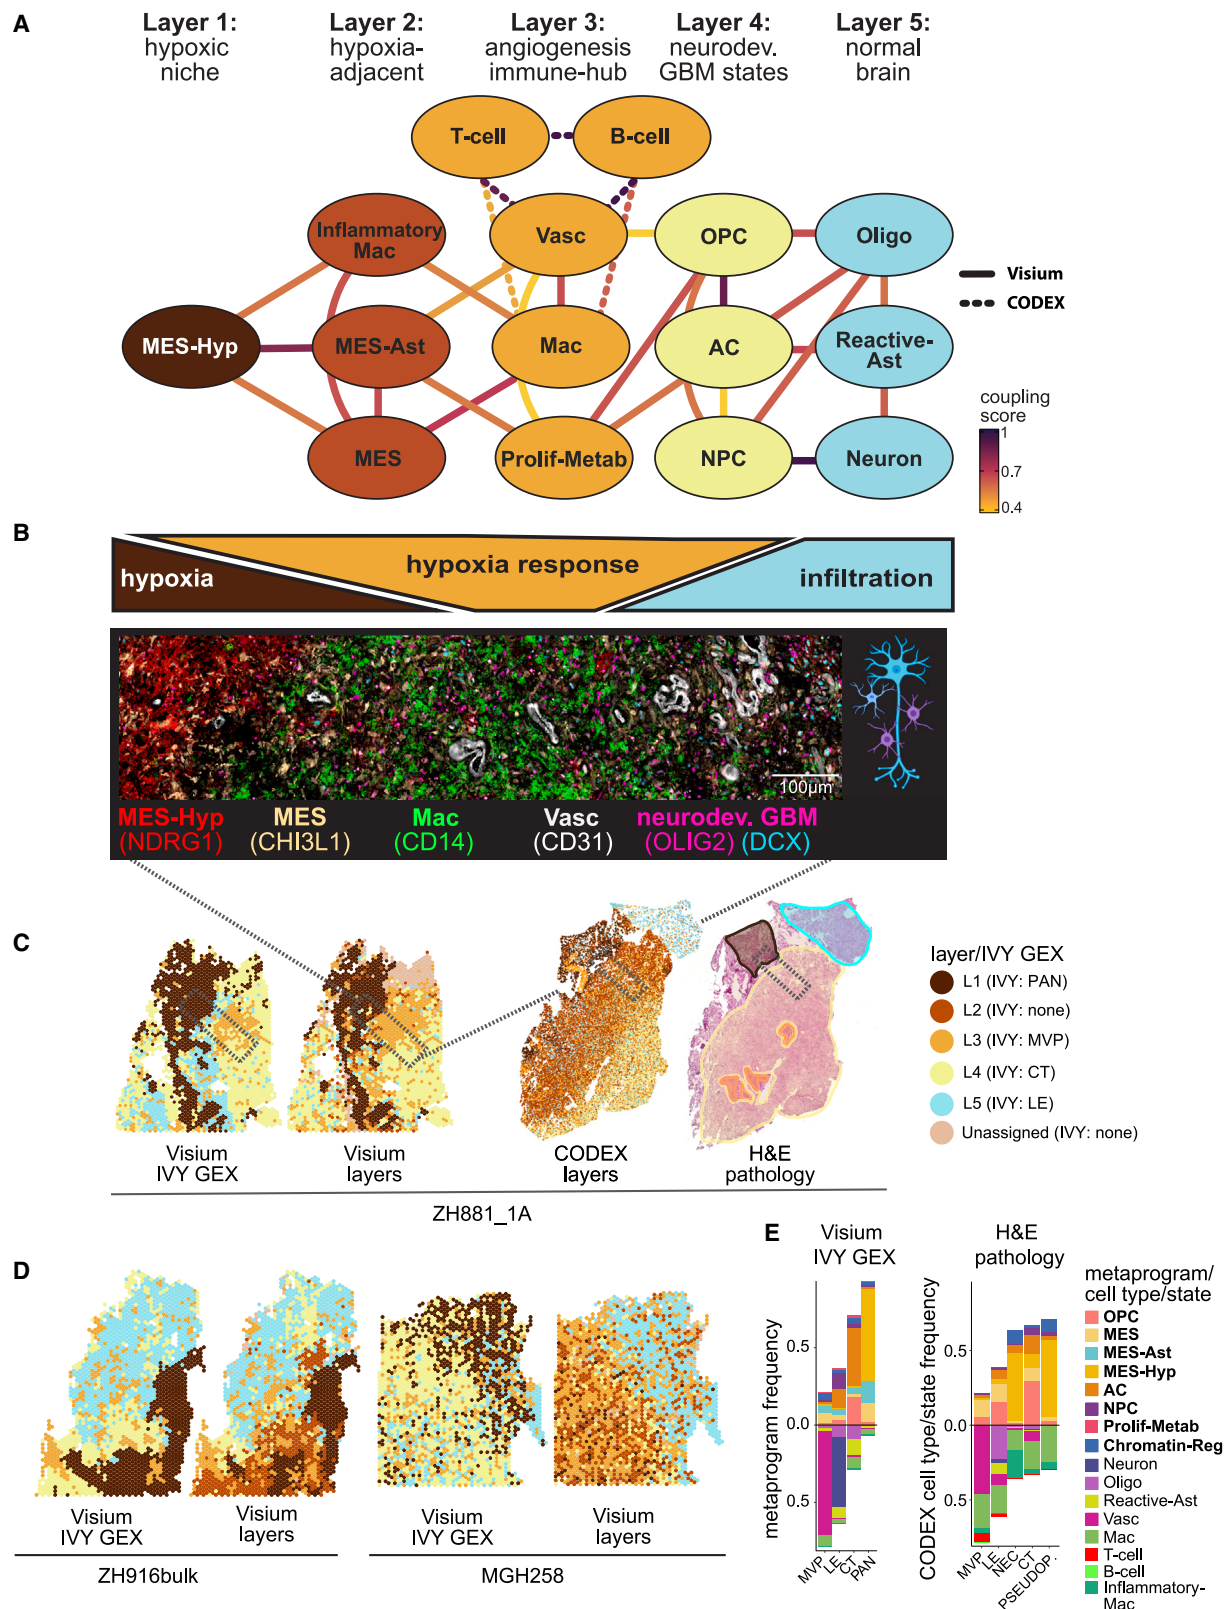 A
Layer 1:
hypoxic
niche
Layer 2:
hypoxia-
adjacent
Layer 3:
angiogenesis
immune-hub
Layer 4:
neurodev.
GBM states
Layer 5:
normal
brain
T-cell
B-cell
Inflammatory
Mac
Vasc
OPC
Oligo
MES-Hyp
MES-Ast
Mac
AC
Reactive-
Ast
MES
Prolif-Metab
NPC
Neuron
Visium
CODEX
coupling
score
1
0.7
0.4
B
hypoxia
hypoxia response
infiltration
100µm
MES-Hyp
(NDRG1)
MES
(CHI3L1)
Mac
(CD14)
Vasc
(CD31)
neurodev. GBM
(OLIG2) (DCX)
C
Visium
IVY GEX
Visium
layers
CODEX
layers
H&E
pathology
ZH881_1A
layer/IVY GEX
L1 (IVY: PAN)
L2 (IVY: none)
L3 (IVY: MVP)
L4 (IVY: CT)
L5 (IVY: LE)
Unassigned (IVY: none)
D
Visium
IVY GEX
Visium
layers
ZH916bulk
Visium
IVY GEX
Visium
layers
MGH258
E
Visium
IVY GEX
metaprogram frequency
0.5
0.0
0.5
MVP
LE
CT
PAN
H&E
pathology
CODEX cell type/state frequency
0.5
0.0
0.5
MVP
LE
NEC
CT
PSEUDOP.
metaprogram/
cell type/state
OPC
MES
MES-Ast
MES-Hyp
AC
NPC
Prolif-Metab
Chromatin-Reg
Neuron
Oligo
Reactive-Ast
Vasc
Mac
T-cell
B-cell
Inflammatory-
Mac